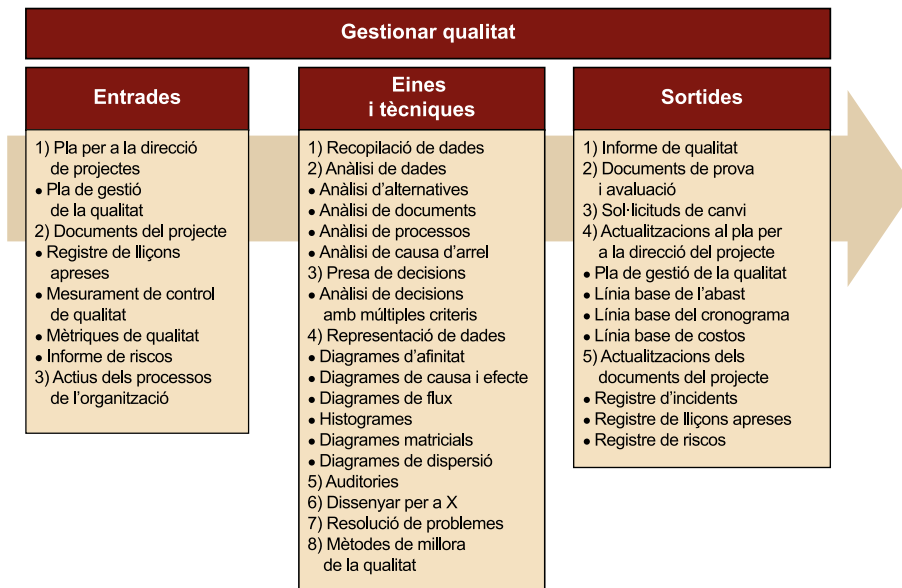 Gestionar qualitat
Entrades
1) Pla per a la direcció
de projectes
• Pla de gestió
de la qualitat
2) Documents del projecte
• Registre de lliçons
apreses
• Mesurament de control
de qualitat
• Mètriques de qualitat
• Informe de riscos
3) Actius dels processos
de l'organització
Eines
i tècniques
1) Recopilació de dades
2) Anàlisi de dades
• Anàlisi d'alternatives
• Anàlisi de documents
• Anàlisi de processos
• Anàlisi de causa d'arrel
3) Presa de decisions
• Anàlisi de decisions
amb múltiples criteris
4) Representació de dades
• Diagrames d'afinitat
• Diagrames de causa i efecte
• Diagrames de flux
• Histogrames
• Diagrames matricials
• Diagrames de dispersió
5) Auditories
6) Dissenyar per a X
7) Resolució de problemes
8) Mètodes de millora
de la qualitat
Sortides
1) Informe de qualitat
2) Documents de prova
i avaluació
3) Sol·licituds de canvi
4) Actualitzacions al pla per
a la direcció del projecte
• Pla de gestió de la qualitat
• Línia base de l'abast
• Línia base del cronograma
• Línia base de costos
5) Actualitzacions dels
documents del projecte
• Registre d'incidents
• Registre de lliçons apreses
• Registre de riscos